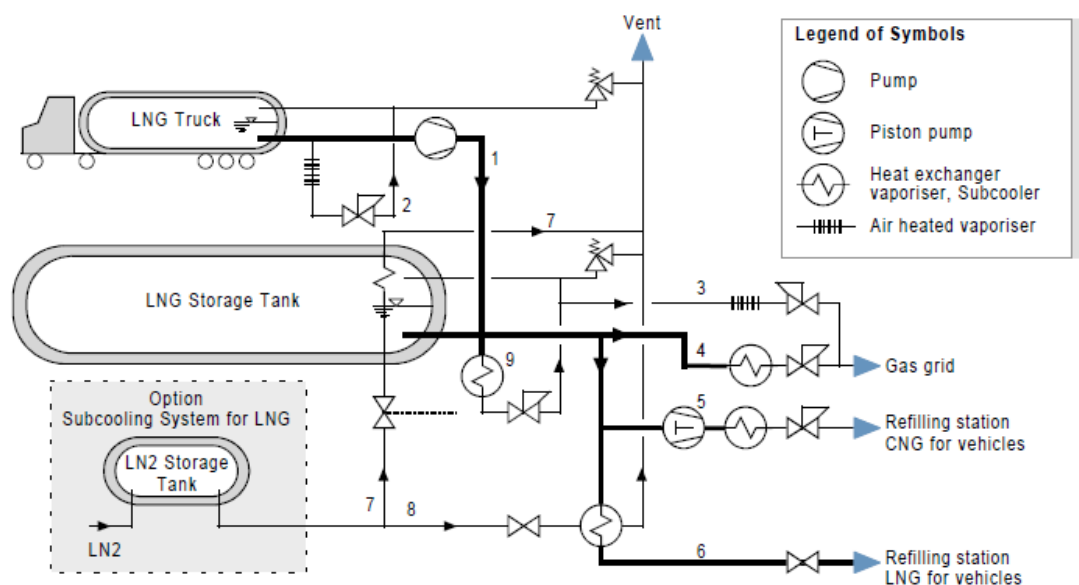 Vent
Legend of Symbols
Pump
Piston pump
Heat exchanger
vaporiser, Subcooler
Air heated vaporiser
LNG Truck
1
2
7
LNG Storage Tank
3
4
Gas grid
9
5
Refilling station
CNG for vehicles
Option
Subcooling System for LNG
LN2 Storage
Tank
LN2
7
8
6
Refilling station
LNG for vehicles